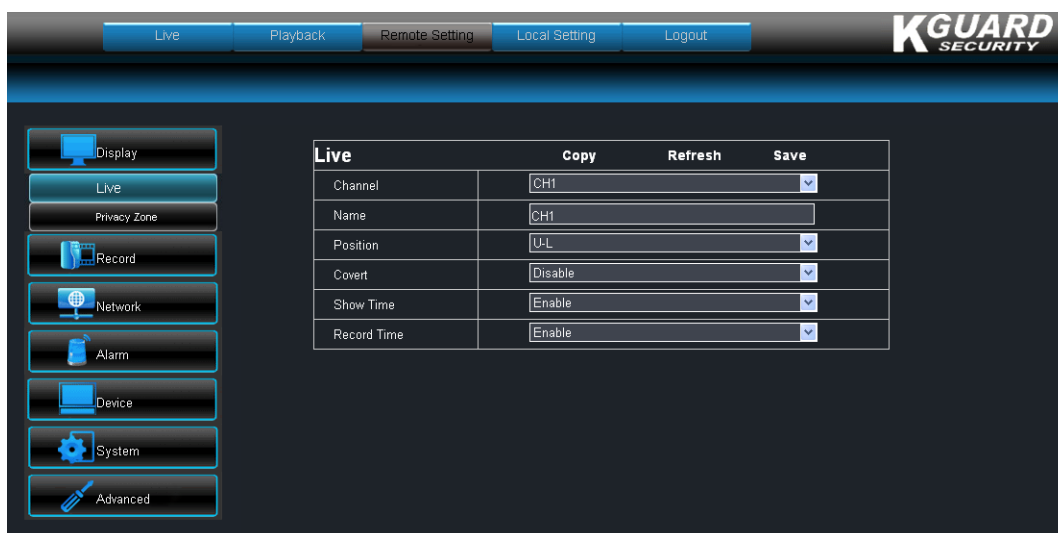 Live Playback Remote Setting Local Setting Logout
KGUARD
SECURITY
Display
Live
Privacy Zone
Record
Network
Alarm
Device
System
Advanced
Live Copy Refresh Save
Channel CH1
Name CH1
Position U-L
Covert Disable
Show Time Enable
Record Time Enable